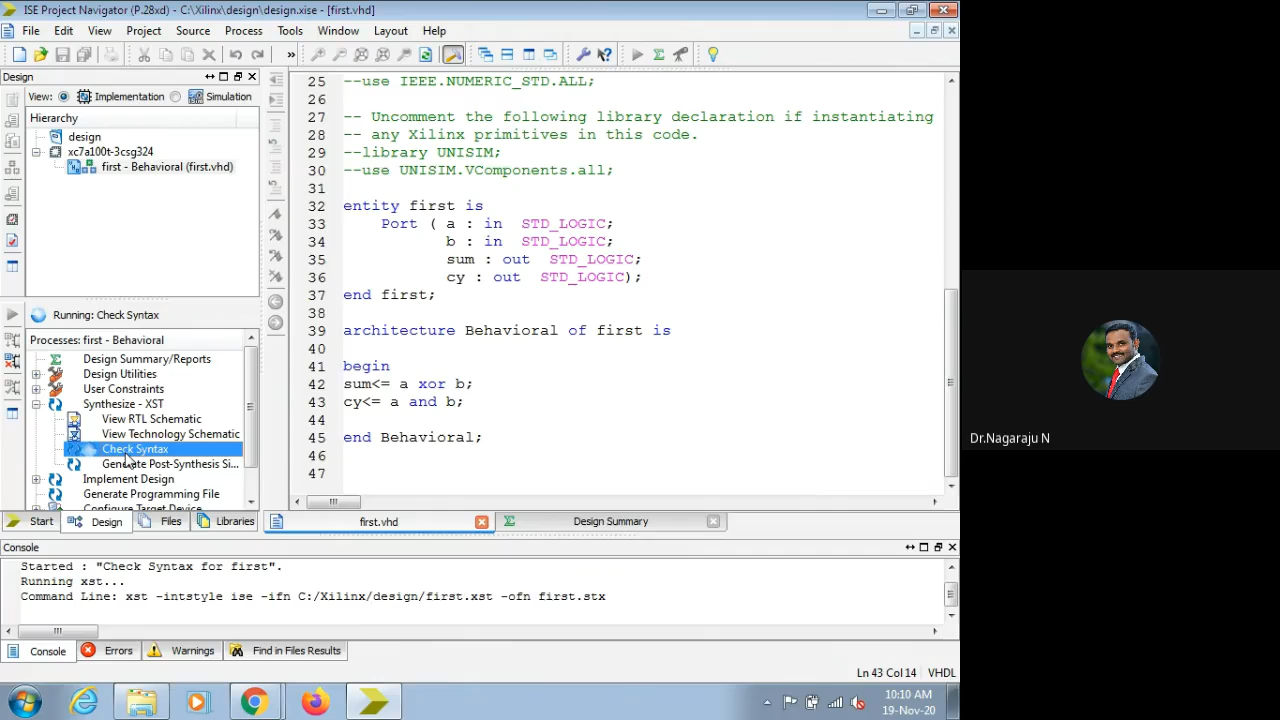 ISE Project Navigator (P.28xd) - C:\Xilinx\design\design.xise - [first.vhd]
File Edit View Project Source Process Tools Window Layout Help
Design
View: Implementation Simulation
Hierarchy
design
xc7a100t-3csg324
first - Behavioral (first.vhd)
Running: Check Syntax
Processes: first - Behavioral
Design Summary/Reports
Design Utilities
User Constraints
Synthesize - XST
View RTL Schematic
View Technology Schematic
Check Syntax
Generate Post-Synthesis Si...
Implement Design
Generate Programming File
Configure Target Device
Start Design Files Libraries
25 --use IEEE.NUMERIC_STD.ALL;
26
27 -- Uncomment the following library declaration if instantiating
28 -- any Xilinx primitives in this code.
29 --library UNISIM;
30 --use UNISIM.VComponents.all;
31
32 entity first is
33 Port ( a : in STD_LOGIC;
34 b : in STD_LOGIC;
35 sum : out STD_LOGIC;
36 cy : out STD_LOGIC);
37 end first;
38
39 architecture Behavioral of first is
40
41 begin
42 sum<= a xor b;
43 cy<= a and b;
44
45 end Behavioral;
46
47
first.vhd Design Summary
Console
Started : "Check Syntax for first".
Running xst...
Command Line: xst -intstyle ise -ifn C:/Xilinx/design/first.xst -ofn first.stx
Console Errors Warnings Find in Files Results
Ln 43 Col 14 VHDL
10:10 AM
19-Nov-20
Dr.Nagaraju N